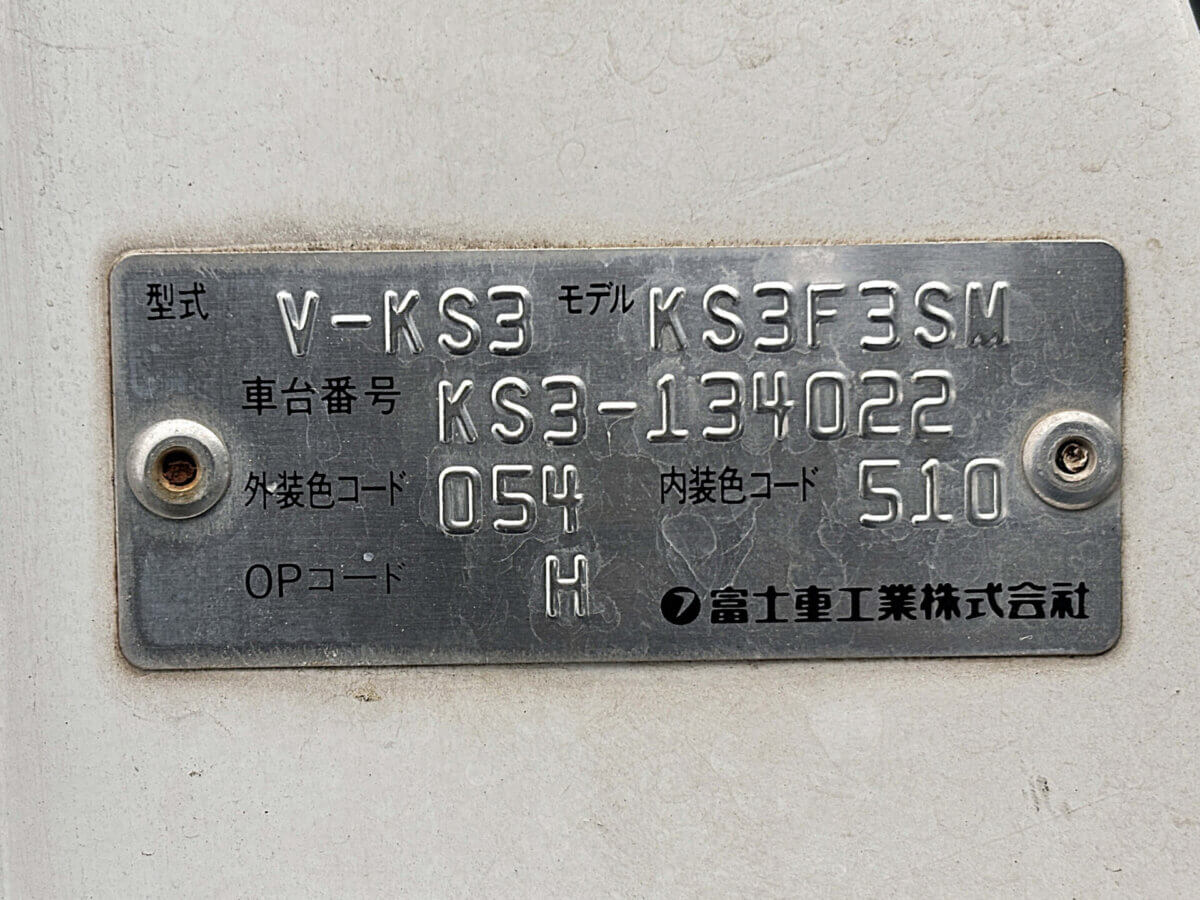 型式 V-KS3 モデル KS3F3SM
車台番号 KS3-134022
外装色コード 054 内装色コード 510
OPコード H フ富士重工業株式会社